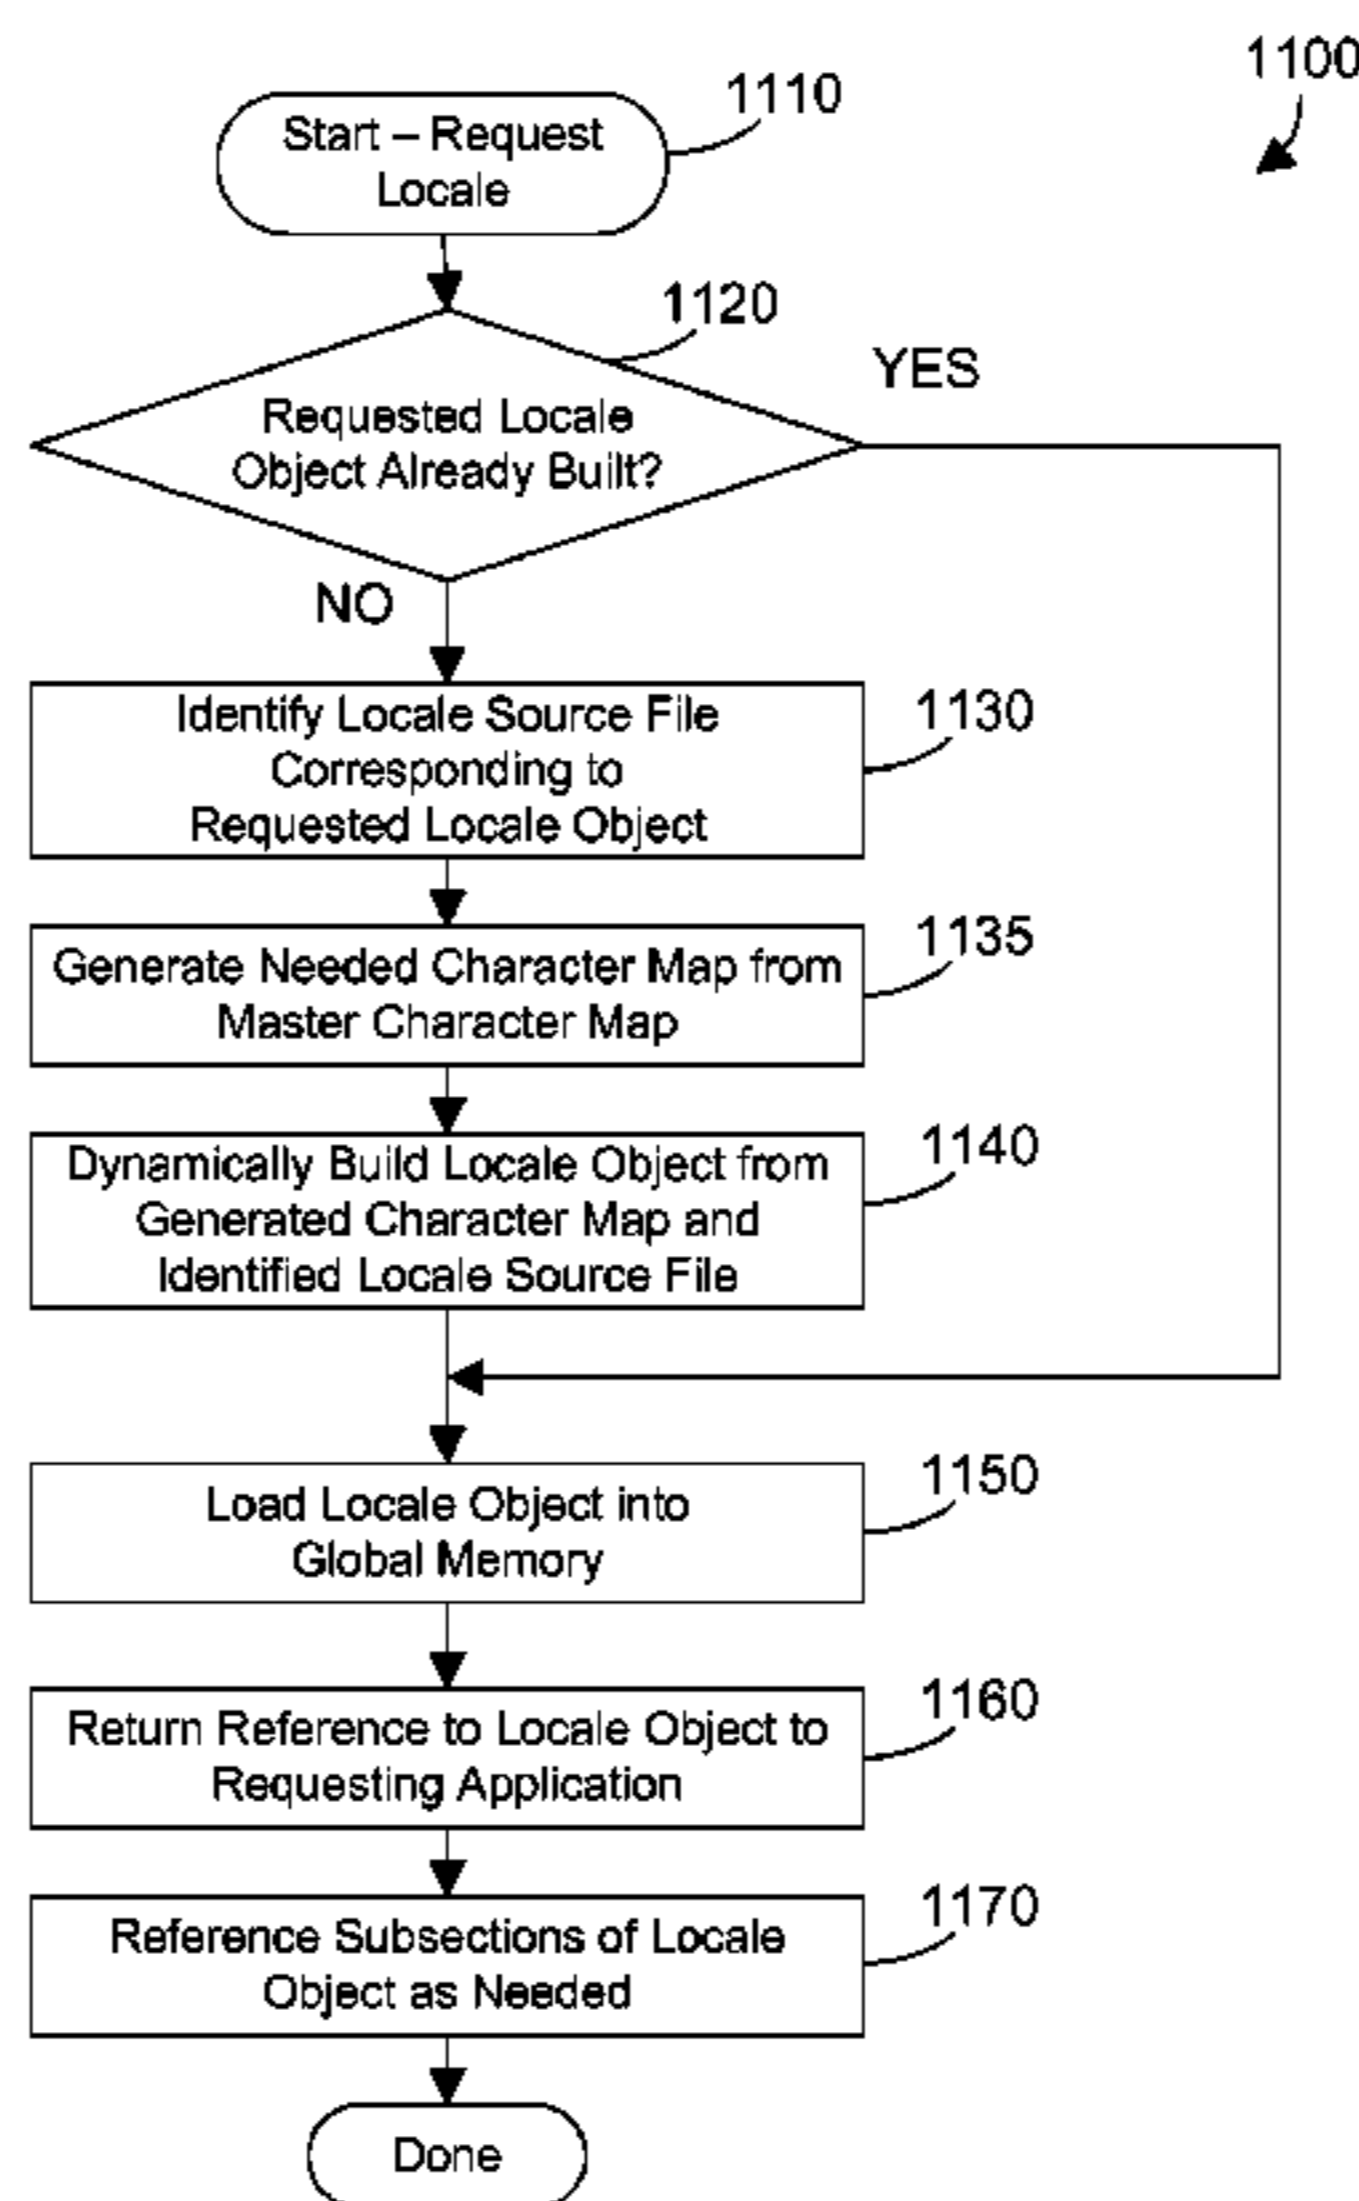 1100
1110
Start – Request
Locale
1120
YES
Requested Locale
Object Already Built?
NO
1130
Identify Locale Source File
Corresponding to
Requested Locale Object
1135
Generate Needed Character Map from
Master Character Map
1140
Dynamically Build Locale Object from
Generated Character Map and
Identified Locale Source File
1150
Load Locale Object into
Global Memory
1160
Return Reference to Locale Object to
Requesting Application
1170
Reference Subsections of Locale
Object as Needed
Done